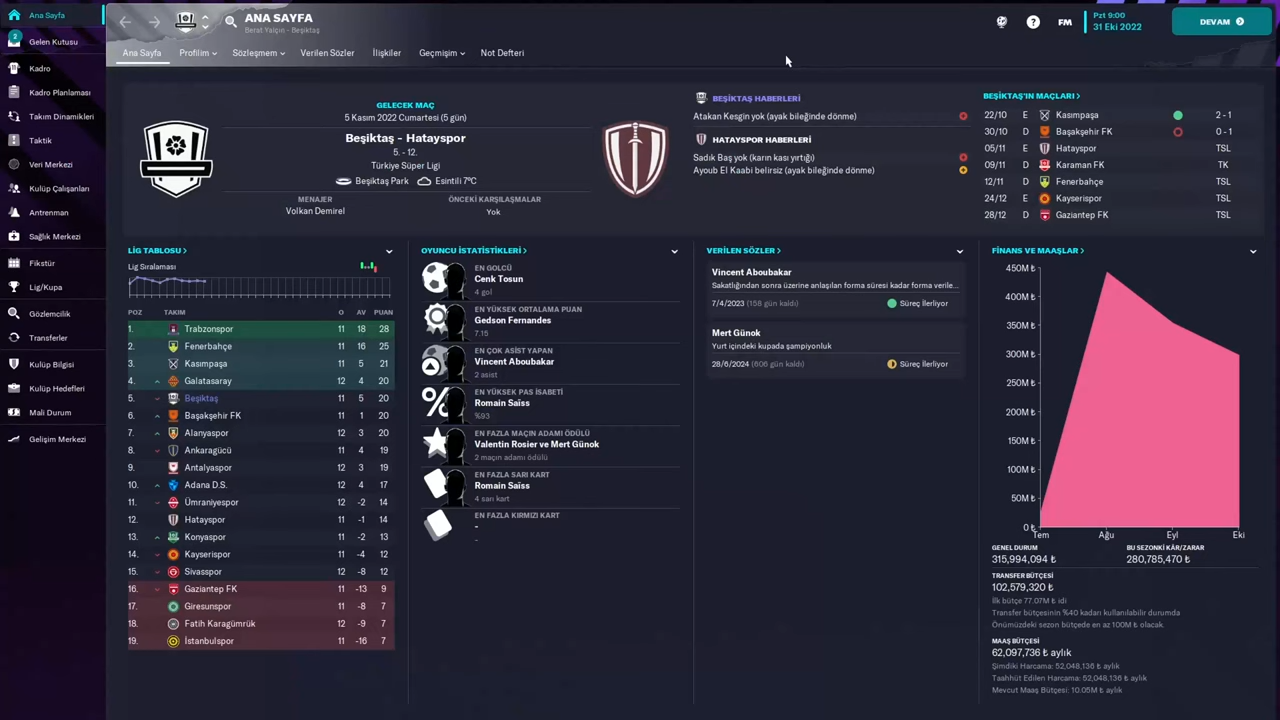 Ana Sayfa
2
Gelen Kutusu
Kadro
Kadro Planlaması
Takım Dinamikleri
Taktik
Veri Merkezi
Kulüp Çalışanları
Antrenman
Sağlık Merkezi
Fikstür
Lig/Kupa
Gözlemcilik
Transferler
Kulüp Bilgisi
Kulüp Hedefleri
Mali Durum
Gelişim Merkezi
ANA SAYFA
Berat Yalçın - Beşiktaş
FM
Pzt 9:00
31 Eki 2022
DEVAM
Ana Sayfa Profilim Sözleşmem Verilen Sözler İlişkiler Geçmişim Not Defteri
GELECEK MAÇ
5 Kasım 2022 Cumartesi (5 gün)
Beşiktaş - Hatayspor
5. - 12.
Türkiye Süper Ligi
Beşiktaş Park Esintili 7°C
MENAJER
Volkan Demirel
ÖNCEKİ KARŞILAŞMALAR
Yok
BEŞİKTAŞ HABERLERİ
Atakan Kesgin yok (ayak bileğinde dönme)
HATAYSPOR HABERLERİ
Sadık Baş yok (karın kası yırtığı)
Ayoub El Kaabi belirsiz (ayak bileğinde dönme)
BEŞİKTAŞ'IN MAÇLARI
22/10 E Kasımpaşa 2 - 1
30/10 D Başakşehir FK 0 - 1
05/11 E Hatayspor TSL
09/11 D Karaman FK TK
12/11 D Fenerbahçe TSL
24/12 E Kayserispor TSL
28/12 D Gaziantep FK TSL
LİG TABLOSU
Lig Sıralaması
POZ TAKIM O AV PUAN
1. Trabzonspor 11 18 28
2. Fenerbahçe 11 16 25
3. Kasımpaşa 11 5 21
4. Galatasaray 12 4 20
5. Beşiktaş 11 5 20
6. Başakşehir FK 11 1 20
7. Alanyaspor 12 3 20
8. Ankaragücü 11 4 19
9. Antalyaspor 12 3 19
10. Adana D.S. 12 4 17
11. Ümraniyespor 12 -2 14
12. Hatayspor 11 -1 14
13. Konyaspor 11 -2 13
14. Kayserispor 12 -4 12
15. Sivasspor 12 -8 12
16. Gaziantep FK 11 -13 9
17. Giresunspor 11 -8 7
18. Fatih Karagümrük 12 -9 7
19. İstanbulspor 11 -16 7
OYUNCU İSTATİSTİKLERİ
EN GOLCÜ
Cenk Tosun
4 gol
EN YÜKSEK ORTALAMA PUAN
Gedson Fernandes
7.15
EN ÇOK ASİST YAPAN
Vincent Aboubakar
2 asist
EN YÜKSEK PAS İSABETİ
Romain Saïss
%93
EN FAZLA MAÇIN ADAMI ÖDÜLÜ
Valentin Rosier ve Mert Günok
2 maçın adamı ödülü
EN FAZLA SARI KART
Romain Saïss
4 sarı kart
EN FAZLA KIRMIZI KART
-
-
VERİLEN SÖZLER
Vincent Aboubakar
Sakatlığından sonra üzerine anlaşılan forma süresi kadar forma verile...
7/4/2023 (158 gün kaldı) Süreç İlerliyor
Mert Günok
Yurt içindeki kupada şampiyonluk
28/6/2024 (606 gün kaldı) Süreç İlerliyor
FİNANS VE MAAŞLAR
450M ₺
400M ₺
350M ₺
300M ₺
250M ₺
200M ₺
150M ₺
100M ₺
50M ₺
0 ₺
Tem Ağu Eyl Eki
GENEL DURUM
315,994,094 ₺
BU SEZONKİ KÂR/ZARAR
280,785,470 ₺
TRANSFER BÜTÇESİ
102,579,320 ₺
İlk bütçe 77.07M ₺ idi
Transfer bütçesinin %40 kadarı kullanılabilir durumda
Önümüzdeki sezon bütçede en az 100M ₺ olacak.
MAAŞ BÜTÇESİ
62,097,736 ₺ aylık
Şimdiki Harcama: 52,048,136 ₺ aylık
Taahhüt Edilen Harcama: 52,048,136 ₺ aylık
Mevcut Maaş Bütçesi: 10.05M ₺ aylık